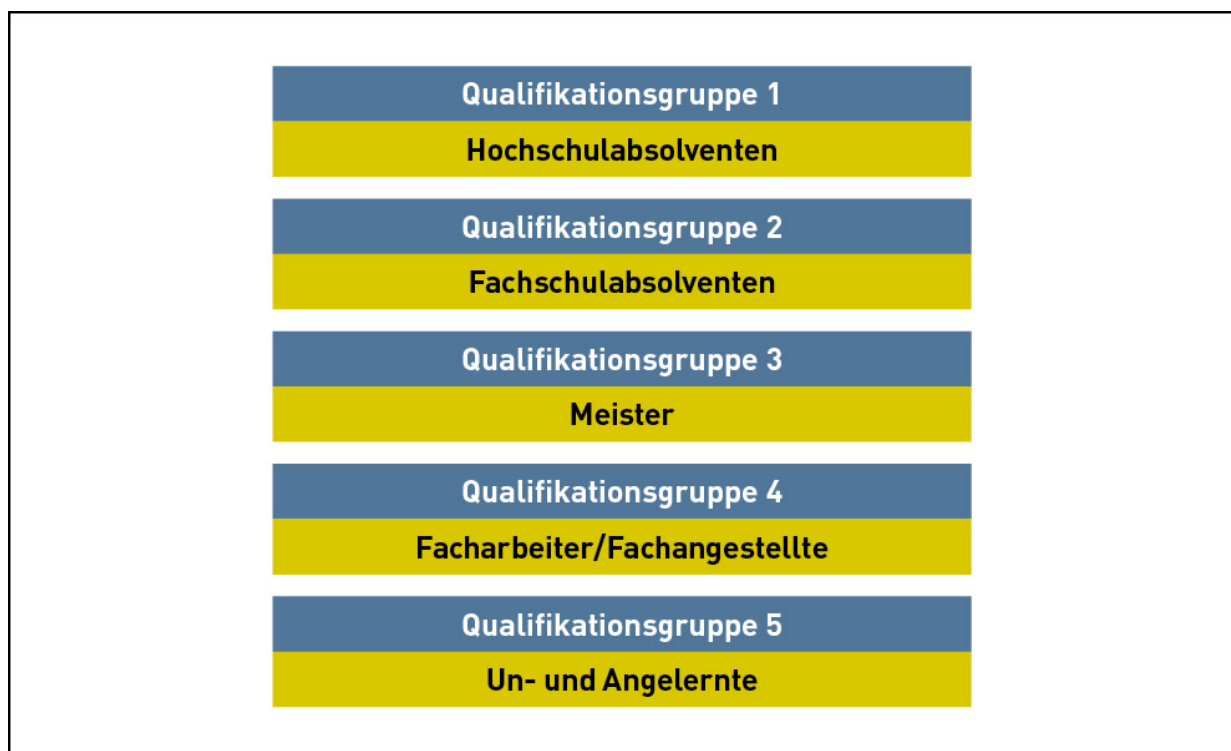 Qualifikationsgruppe 1
Hochschulabsolventen
Qualifikationsgruppe 2
Fachschulabsolventen
Qualifikationsgruppe 3
Meister
Qualifikationsgruppe 4
Facharbeiter/Fachangestellte
Qualifikationsgruppe 5
Un- und Angelernte